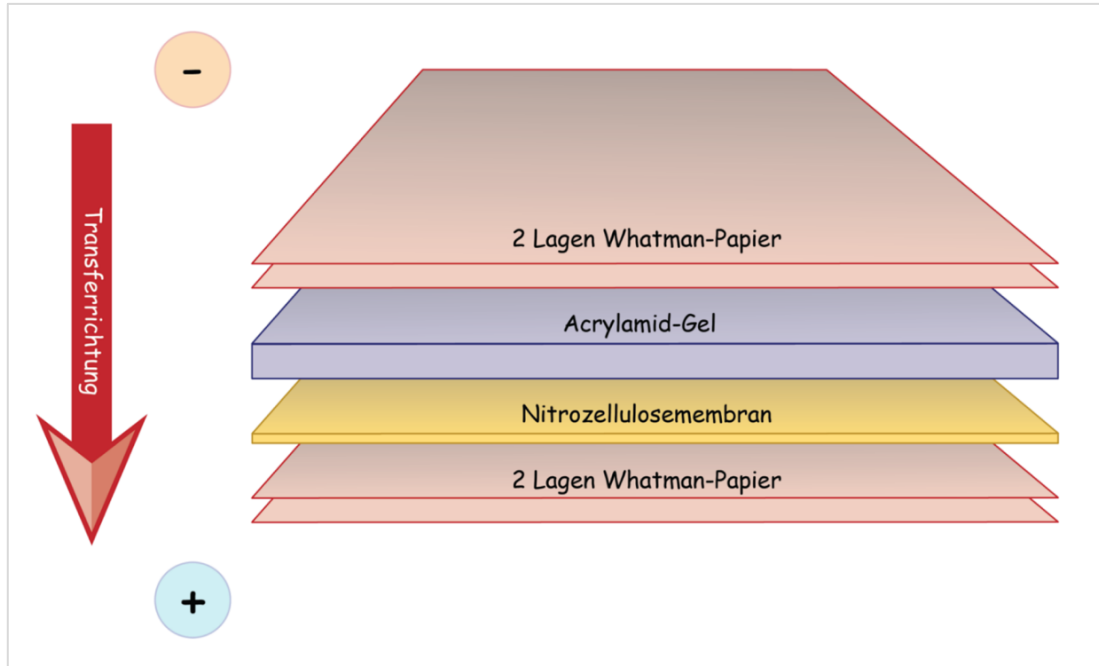 -
Transferrichtung
2 Lagen Whatman-Papier
Acrylamid-Gel
Nitrozellulosemembran
2 Lagen Whatman-Papier
+